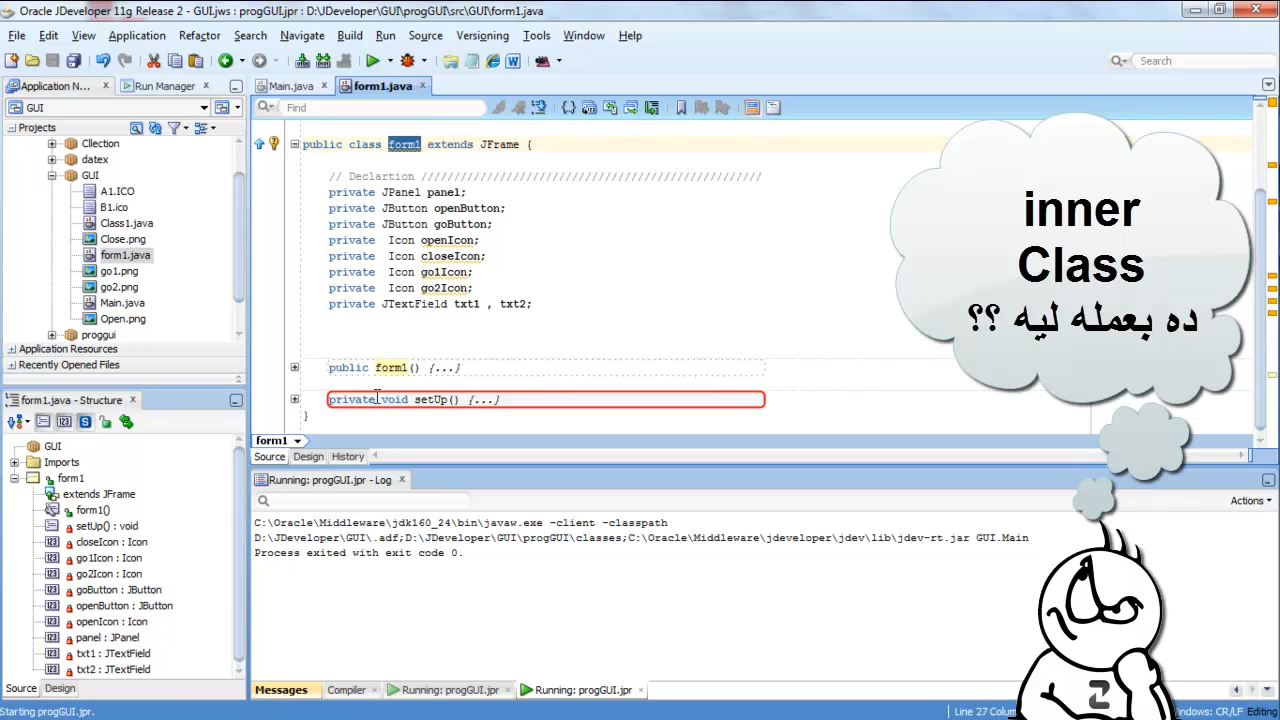 Oracle JDeveloper 11g Release 2 - GUI.jws : progGUI.jpr : D:\JDeveloper\GUI\progGUI\src\GUI\form1.java
File Edit View Application Refactor Search Navigate Build Run Source Versioning Tools Window Help
Search
Application N... Run Manager
GUI
Projects
Cllection
datex
GUI
A1.ICO
B1.ico
Class1.java
Close.png
form1.java
go1.png
go2.png
Main.java
Open.png
proggui
Application Resources
Recently Opened Files
form1.java - Structure
GUI
Imports
form1
extends JFrame
form1()
setUp() : void
closeIcon : Icon
go1Icon : Icon
go2Icon : Icon
goButton : JButton
openButton : JButton
openIcon : Icon
panel : JPanel
txt1 : JTextField
txt2 : JTextField
Source Design
Main.java form1.java
Find
public class form1 extends JFrame {
// Declartion ////////////////////////////////////////////////////
private JPanel panel;
private JButton openButton;
private JButton goButton;
private Icon openIcon;
private Icon closeIcon;
private Icon go1Icon;
private Icon go2Icon;
private JTextField txt1 , txt2;
public form1() {...}
private void setUp() {...}
}
form1
Source Design History
inner
Class
ده بعمله ليه ؟؟
Running: progGUI.jpr - Log
Actions
C:\Oracle\Middleware\jdk160_24\bin\javaw.exe -client -classpath
D:\JDeveloper\GUI\.adf;D:\JDeveloper\GUI\progGUI\classes;C:\Oracle\Middleware\jdeveloper\jdev\lib\jdev-rt.jar GUI.Main
Process exited with exit code 0.
Messages Compiler Running: progGUI.jpr Running: progGUI.jpr
Starting progGUI.jpr. Line 27 Colum indows: CR/LF Editing